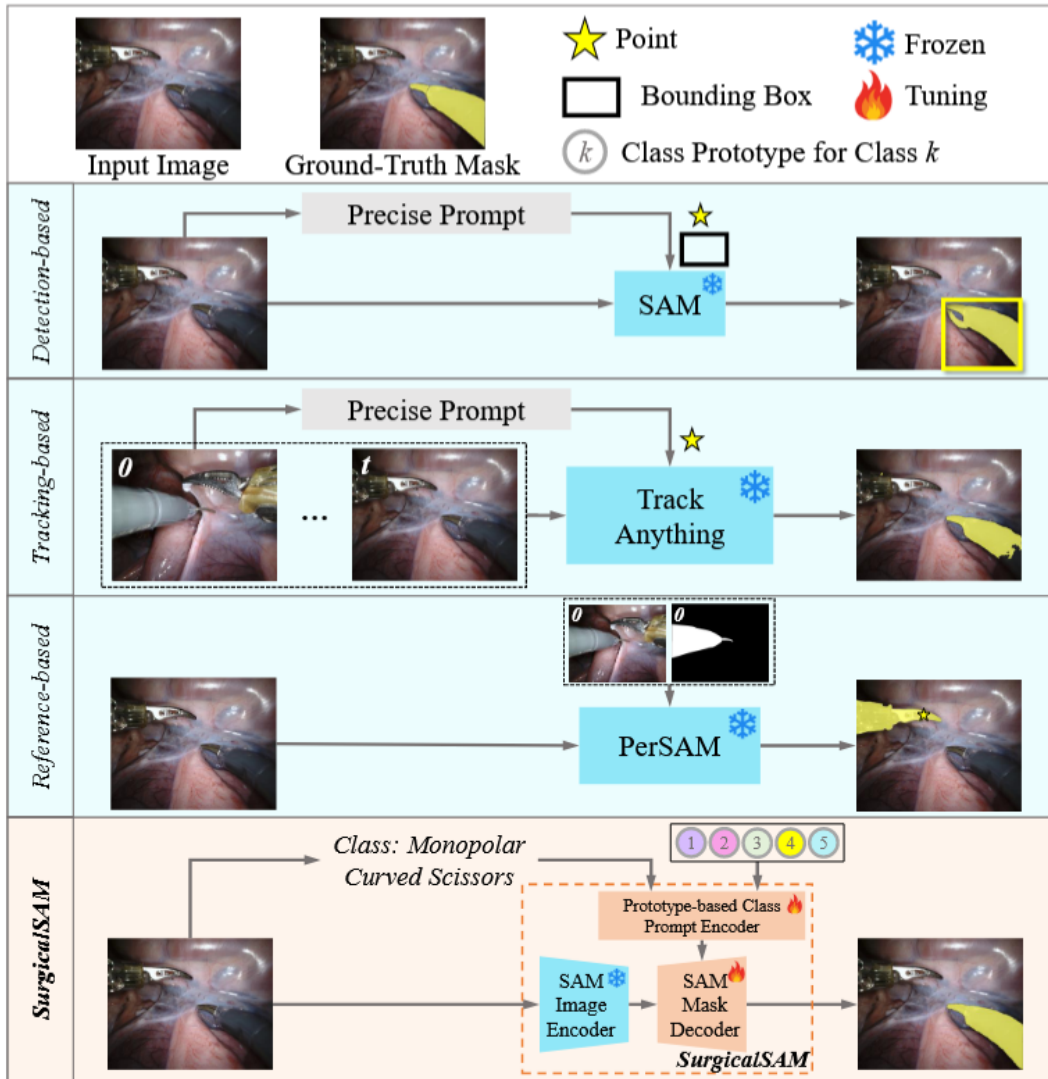 Point
Frozen
Bounding Box
Tuning
k Class Prototype for Class k
Input Image
Ground-Truth Mask
Detection-based
Precise Prompt
SAM
Tracking-based
Precise Prompt
0
...
t
Track
Anything
Reference-based
0
0
PerSAM
SurgicalSAM
Class: Monopolar
Curved Scissors
1 2 3 4 5
Prototype-based Class
Prompt Encoder
SAM
Image
Encoder
SAM
Mask
Decoder
SurgicalSAM